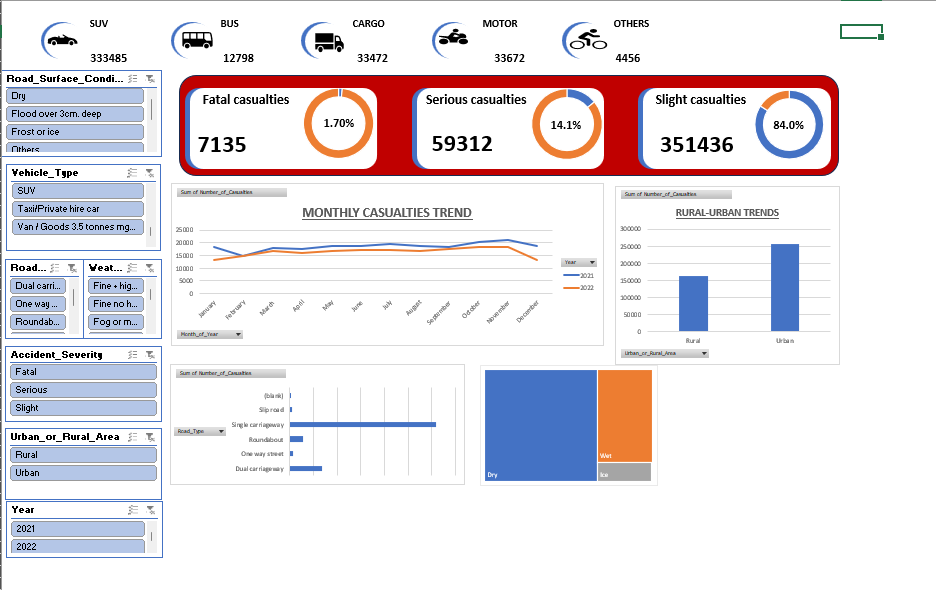 SUV
333485
BUS
12798
CARGO
33472
MOTOR
33672
OTHERS
4456
Road_Surface_Condi...
Dry
Flood over 3cm. deep
Frost or ice
Others
Vehicle_Type
SUV
Taxi/Private hire car
Van / Goods 3.5 tonnes mg...
Road...
Dual carri...
One way ...
Roundab...
Weat...
Fine + hig...
Fine no h...
Fog or m...
Accident_Severity
Fatal
Serious
Slight
Urban_or_Rural_Area
Rural
Urban
Year
2021
2022
Fatal casualties
7135
1.70%
Serious casualties
59312
14.1%
Slight casualties
351436
84.0%
Sum of Number_of_Casualties
MONTHLY CASUALTIES TREND
25000
20000
15000
10000
5000
0
January
February
March
April
May
June
July
August
September
October
November
December
Year
2021
2022
Month_of_Year
Sum of Number_of_Casualties
RURAL-URBAN TRENDS
300000
250000
200000
150000
100000
50000
0
Rural
Urban
Urban_or_Rural_Area
Sum of Number_of_Casualties
Road_Type
(blank)
Slip road
Single carriageway
Roundabout
One way street
Dual carriageway
Dry
Wet
Ice